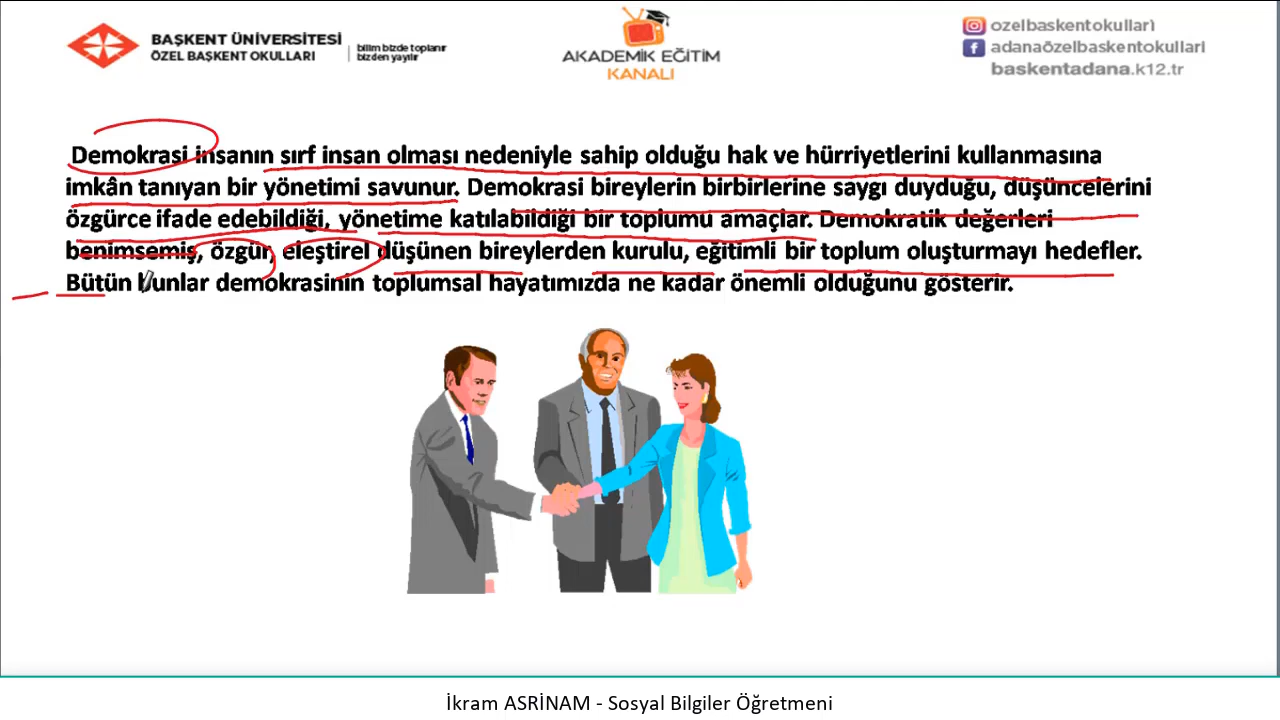 BAŞKENT ÜNİVERSİTESİ
ÖZEL BAŞKENT OKULLARI
bilim bizde toplanır
bizden yayılır
AKADEMİK EĞİTİM
KANALI
ozelbaskentokullari
adanaözelbaskentokullari
baskentadana.k12.tr
Demokrasi insanın sırf insan olması nedeniyle sahip olduğu hak ve hürriyetlerini kullanmasına
imkân tanıyan bir yönetimi savunur. Demokrasi bireylerin birbirlerine saygı duyduğu, düşüncelerini
özgürce ifade edebildiği, yönetime katılabildiği bir toplumu amaçlar. Demokratik değerleri
benimsemiş, özgür, eleştirel düşünen bireylerden kurulu, eğitimli bir toplum oluşturmayı hedefler.
Bütün bunlar demokrasinin toplumsal hayatımızda ne kadar önemli olduğunu gösterir.
İkram ASRİNAM - Sosyal Bilgiler Öğretmeni